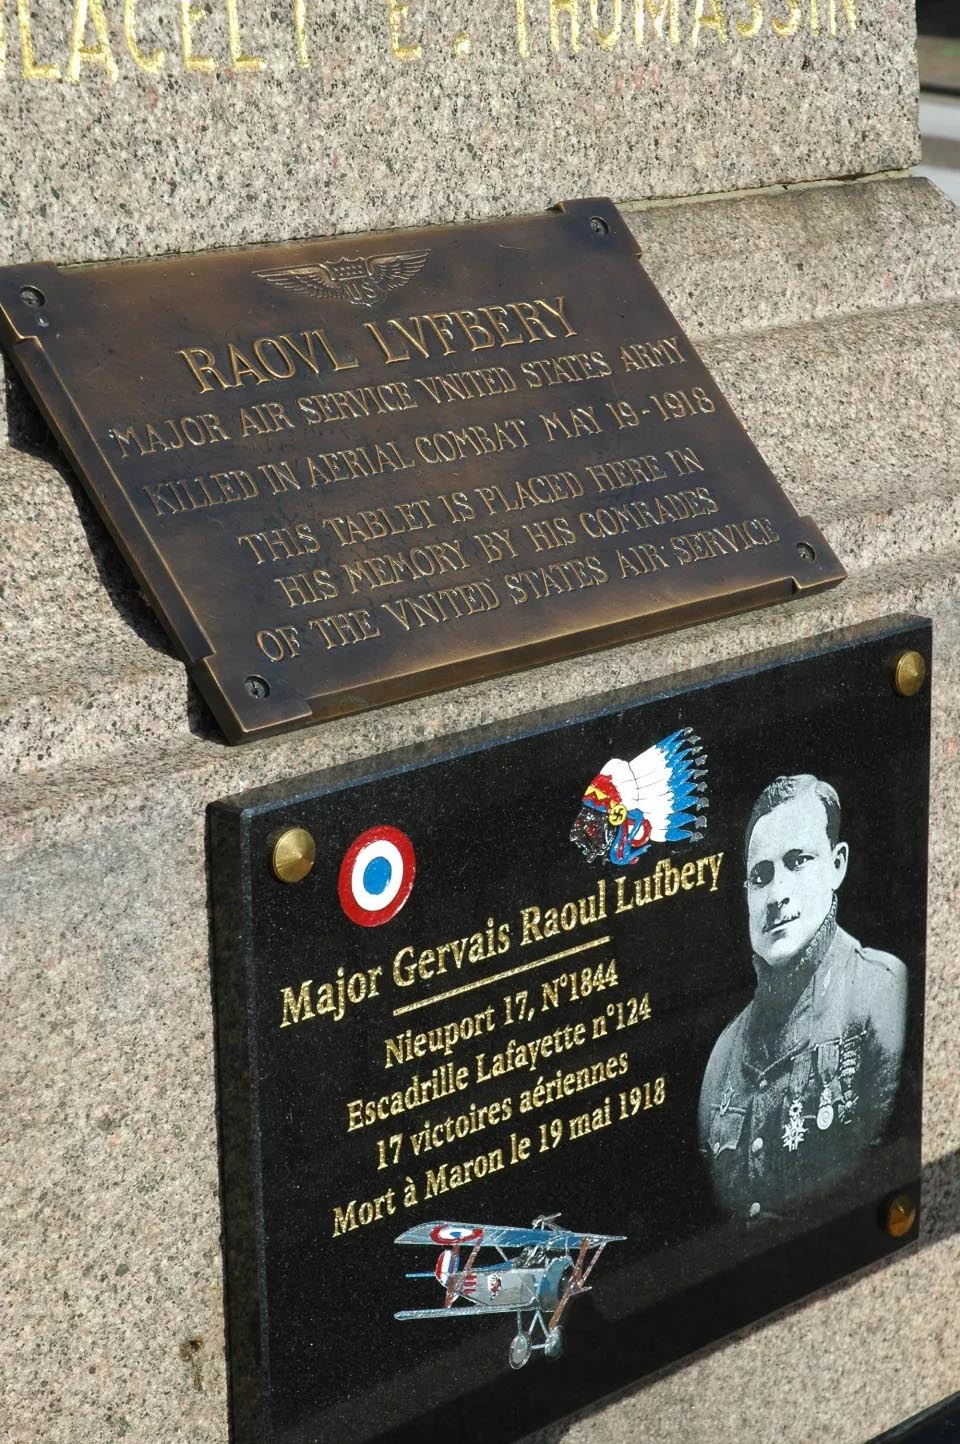 E. THOMASSIN
US
RAOVL LVFBERY
MAJOR AIR SERVICE VNITED STATES ARMY
KILLED IN AERIAL COMBAT MAY 19-1918
THIS TABLET IS PLACED HERE IN
HIS MEMORY BY HIS COMRADES
OF THE VNITED STATES AIR SERVICE
Major Gervais Raoul Lufbery
Nieuport 17, N°1844
Escadrille Lafayette n°124
17 victoires aériennes
Mort à Maron le 19 mai 1918